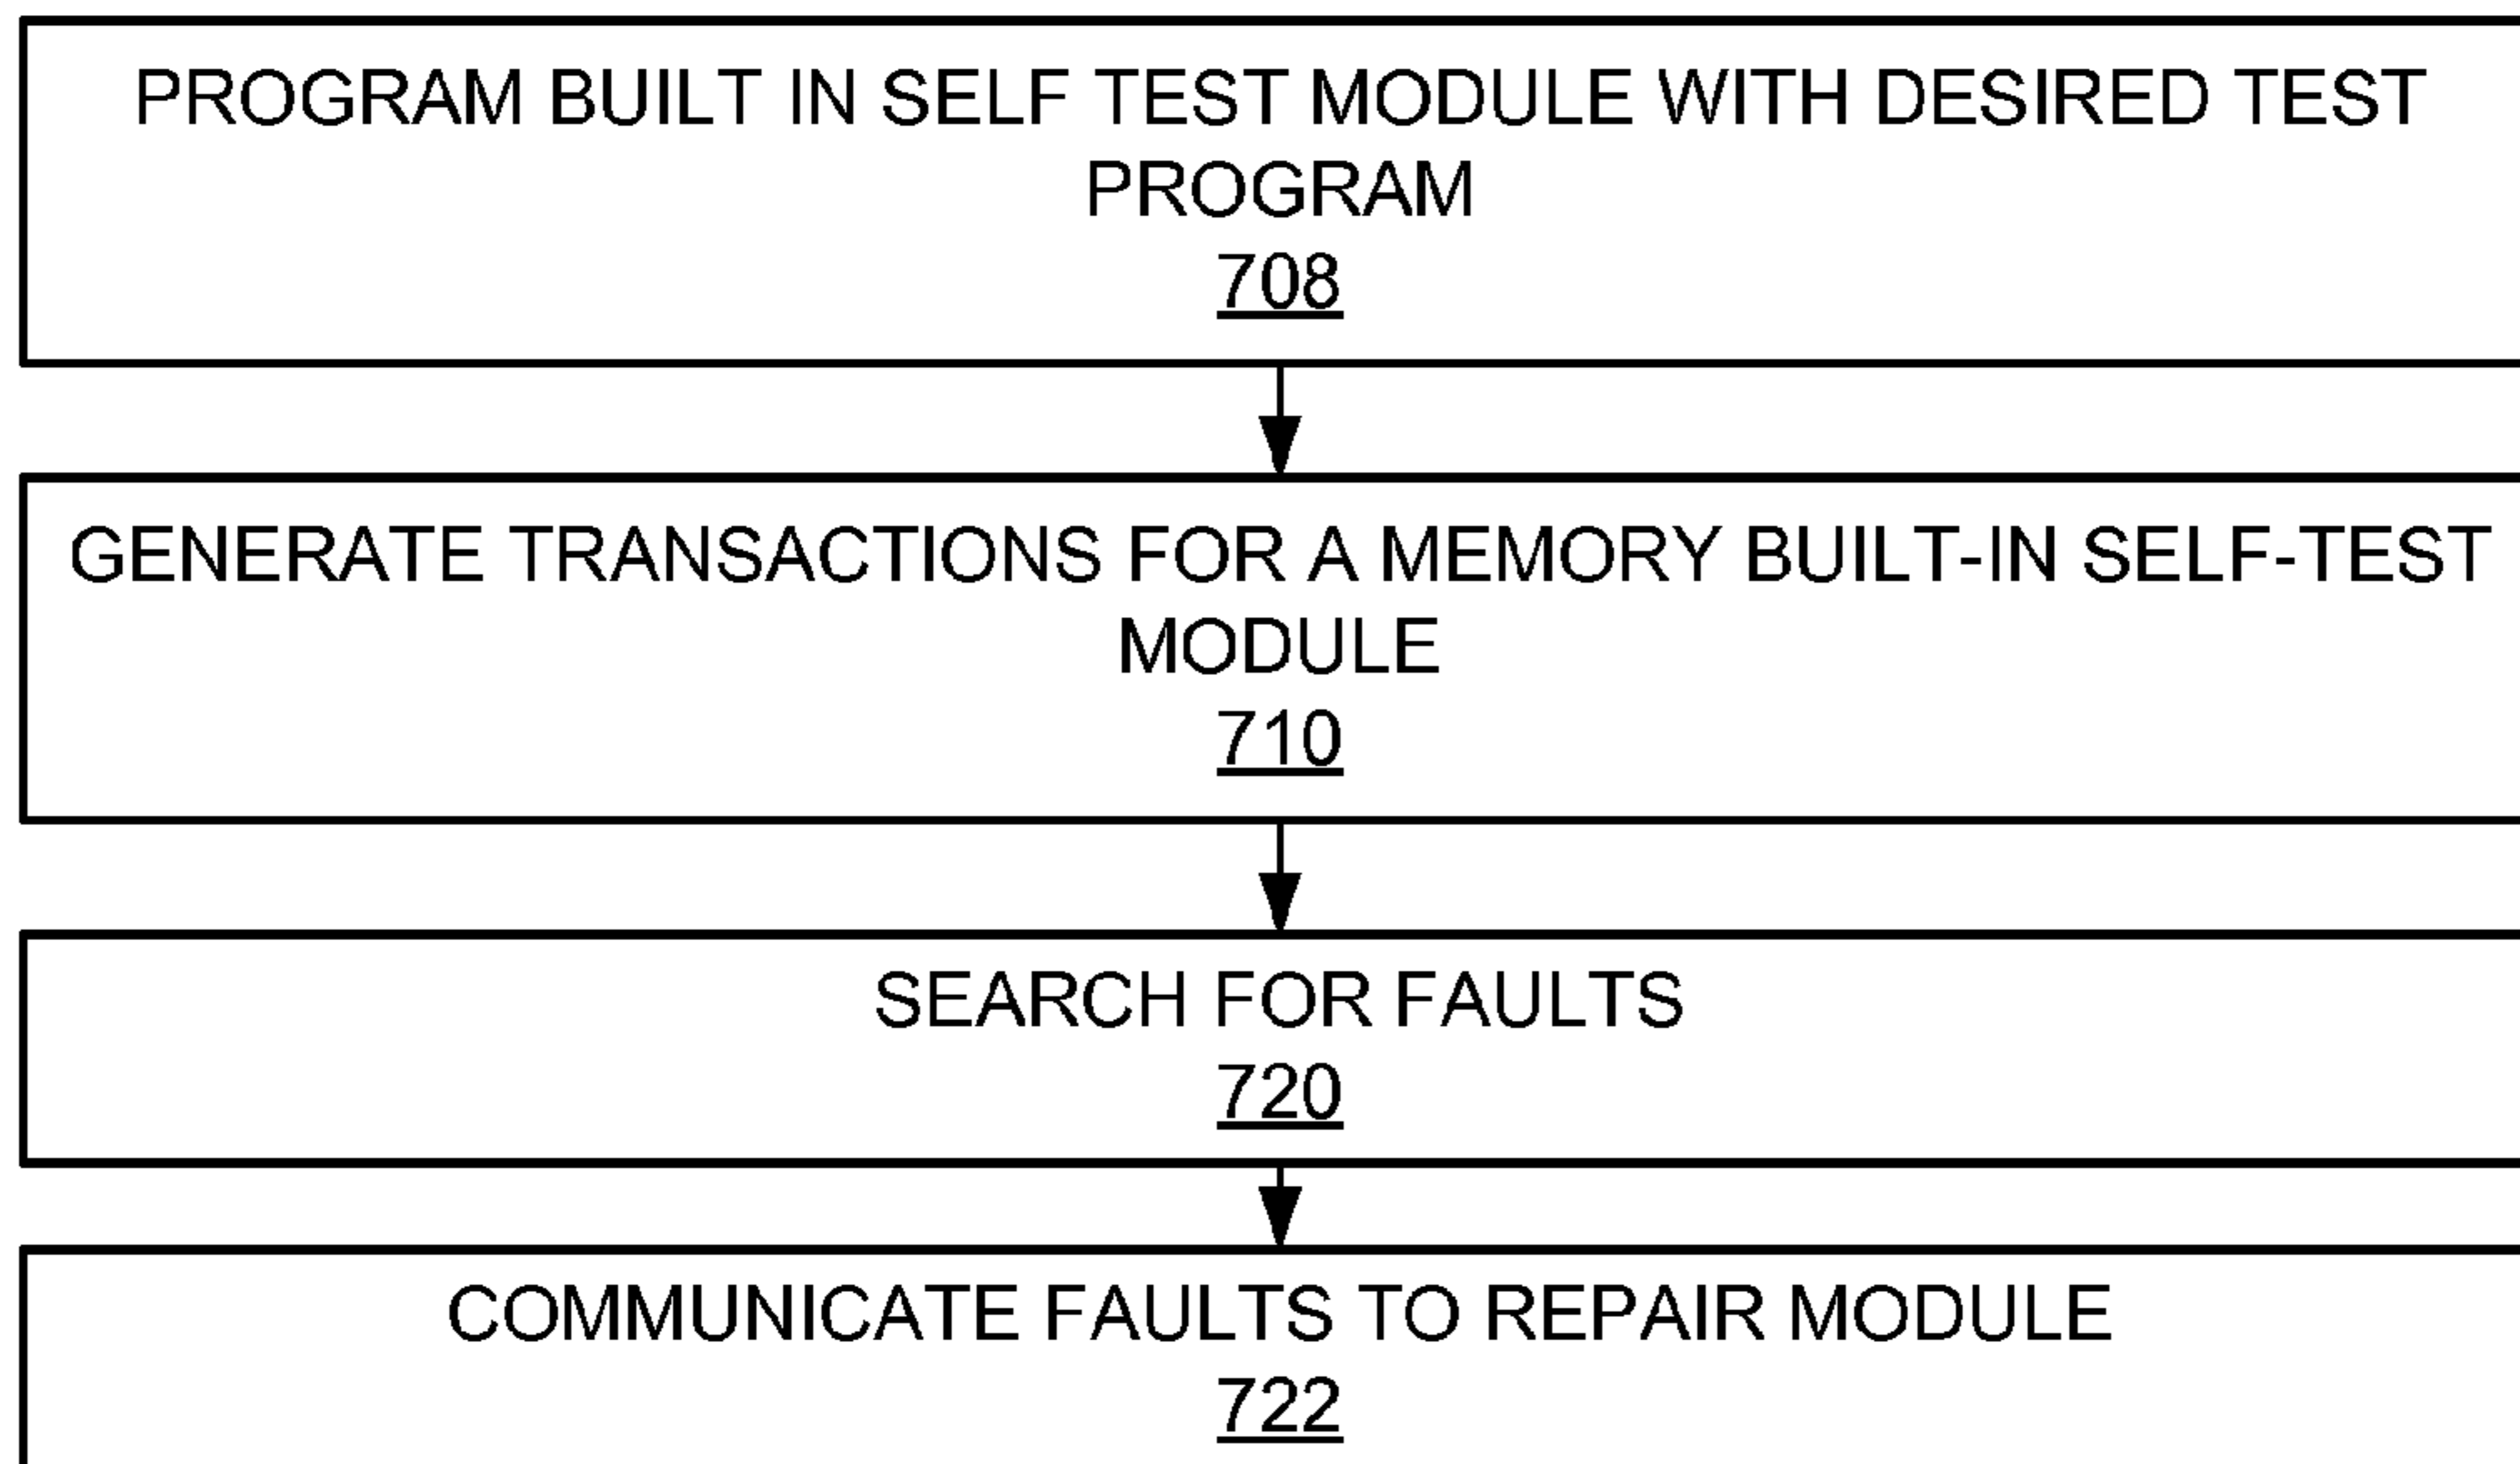 PROGRAM BUILT IN SELF TEST MODULE WITH DESIRED TEST
PROGRAM
708
GENERATE TRANSACTIONS FOR A MEMORY BUILT-IN SELF-TEST
MODULE
710
SEARCH FOR FAULTS
720
COMMUNICATE FAULTS TO REPAIR MODULE
722